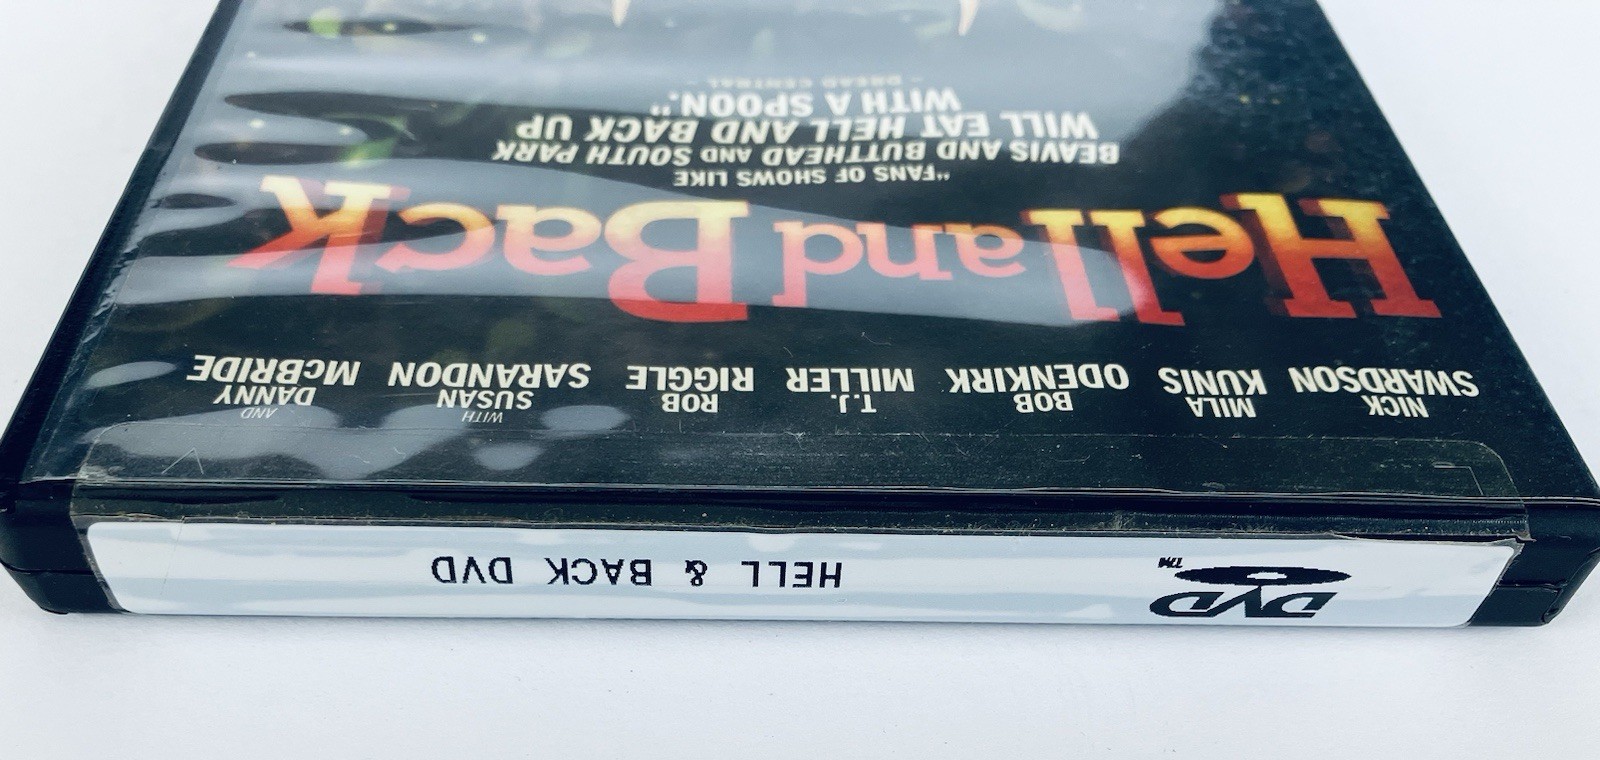 NICK SWARDSON
MILA KUNIS
BOB ODENKIRK
T.J. MILLER
ROB RIGGLE
WITH SUSAN SARANDON
AND DANNY McBRIDE
Hell and Back
"FANS OF SHOWS LIKE
BEAVIS AND BUTTHEAD AND SOUTH PARK
WILL EAT HELL AND BACK UP
WITH A SPOON."
- DREAD CENTRAL -
DVD TM
HELL & BACK DVD